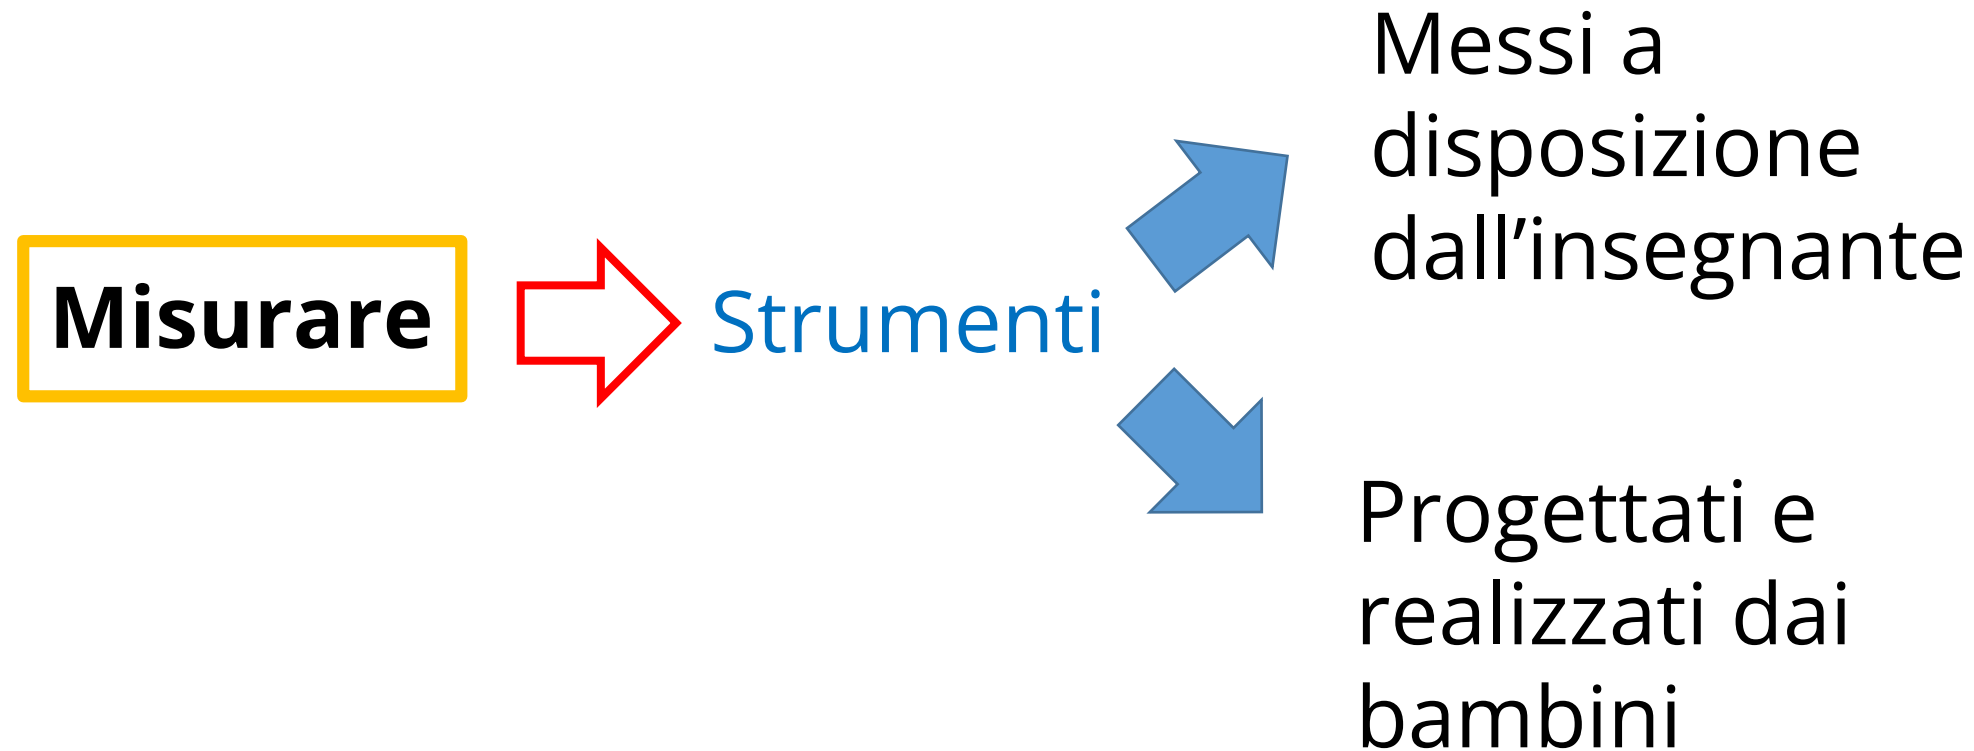 Misurare
Strumenti
Messi a
disposizione
dall’insegnante
Progettati e
realizzati dai
bambini